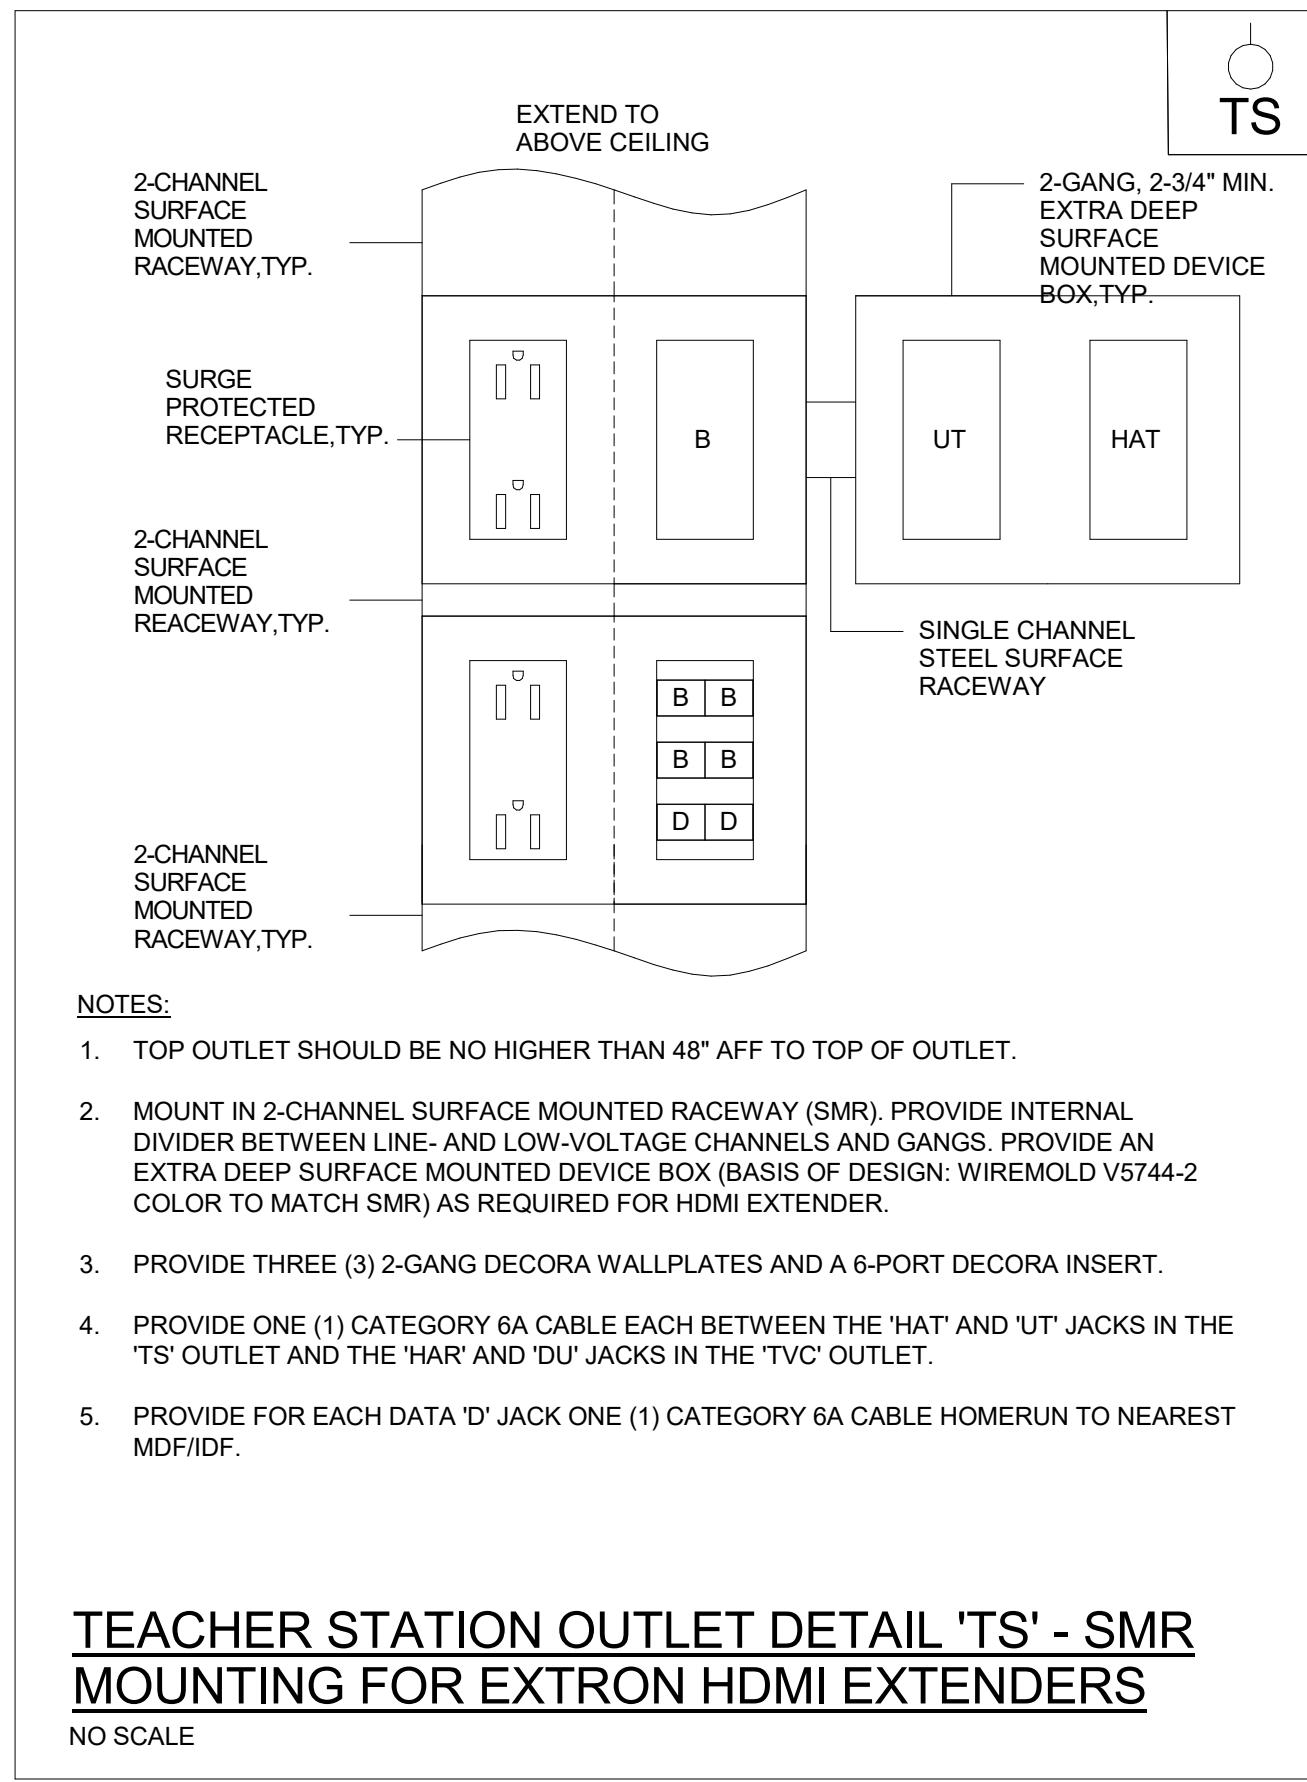 TS
EXTEND TO
ABOVE CEILING
2-CHANNEL
SURFACE
MOUNTED
RACEWAY,TYP.
2-GANG, 2-3/4" MIN.
EXTRA DEEP
SURFACE
MOUNTED DEVICE
BOX,TYP.
SURGE
PROTECTED
RECEPTACLE,TYP.
B
UT
HAT
2-CHANNEL
SURFACE
MOUNTED
REACEWAY,TYP.
SINGLE CHANNEL
STEEL SURFACE
RACEWAY
B B
B B
D D
2-CHANNEL
SURFACE
MOUNTED
RACEWAY,TYP.
NOTES:
1. TOP OUTLET SHOULD BE NO HIGHER THAN 48" AFF TO TOP OF OUTLET.
2. MOUNT IN 2-CHANNEL SURFACE MOUNTED RACEWAY (SMR). PROVIDE INTERNAL
DIVIDER BETWEEN LINE- AND LOW-VOLTAGE CHANNELS AND GANGS. PROVIDE AN
EXTRA DEEP SURFACE MOUNTED DEVICE BOX (BASIS OF DESIGN: WIREMOLD V5744-2
COLOR TO MATCH SMR) AS REQUIRED FOR HDMI EXTENDER.
3. PROVIDE THREE (3) 2-GANG DECORA WALLPLATES AND A 6-PORT DECORA INSERT.
4. PROVIDE ONE (1) CATEGORY 6A CABLE EACH BETWEEN THE 'HAT' AND 'UT' JACKS IN THE
'TS' OUTLET AND THE 'HAR' AND 'DU' JACKS IN THE 'TVC' OUTLET.
5. PROVIDE FOR EACH DATA 'D' JACK ONE (1) CATEGORY 6A CABLE HOMERUN TO NEAREST
MDF/IDF.
TEACHER STATION OUTLET DETAIL 'TS' - SMR
MOUNTING FOR EXTRON HDMI EXTENDERS
NO SCALE